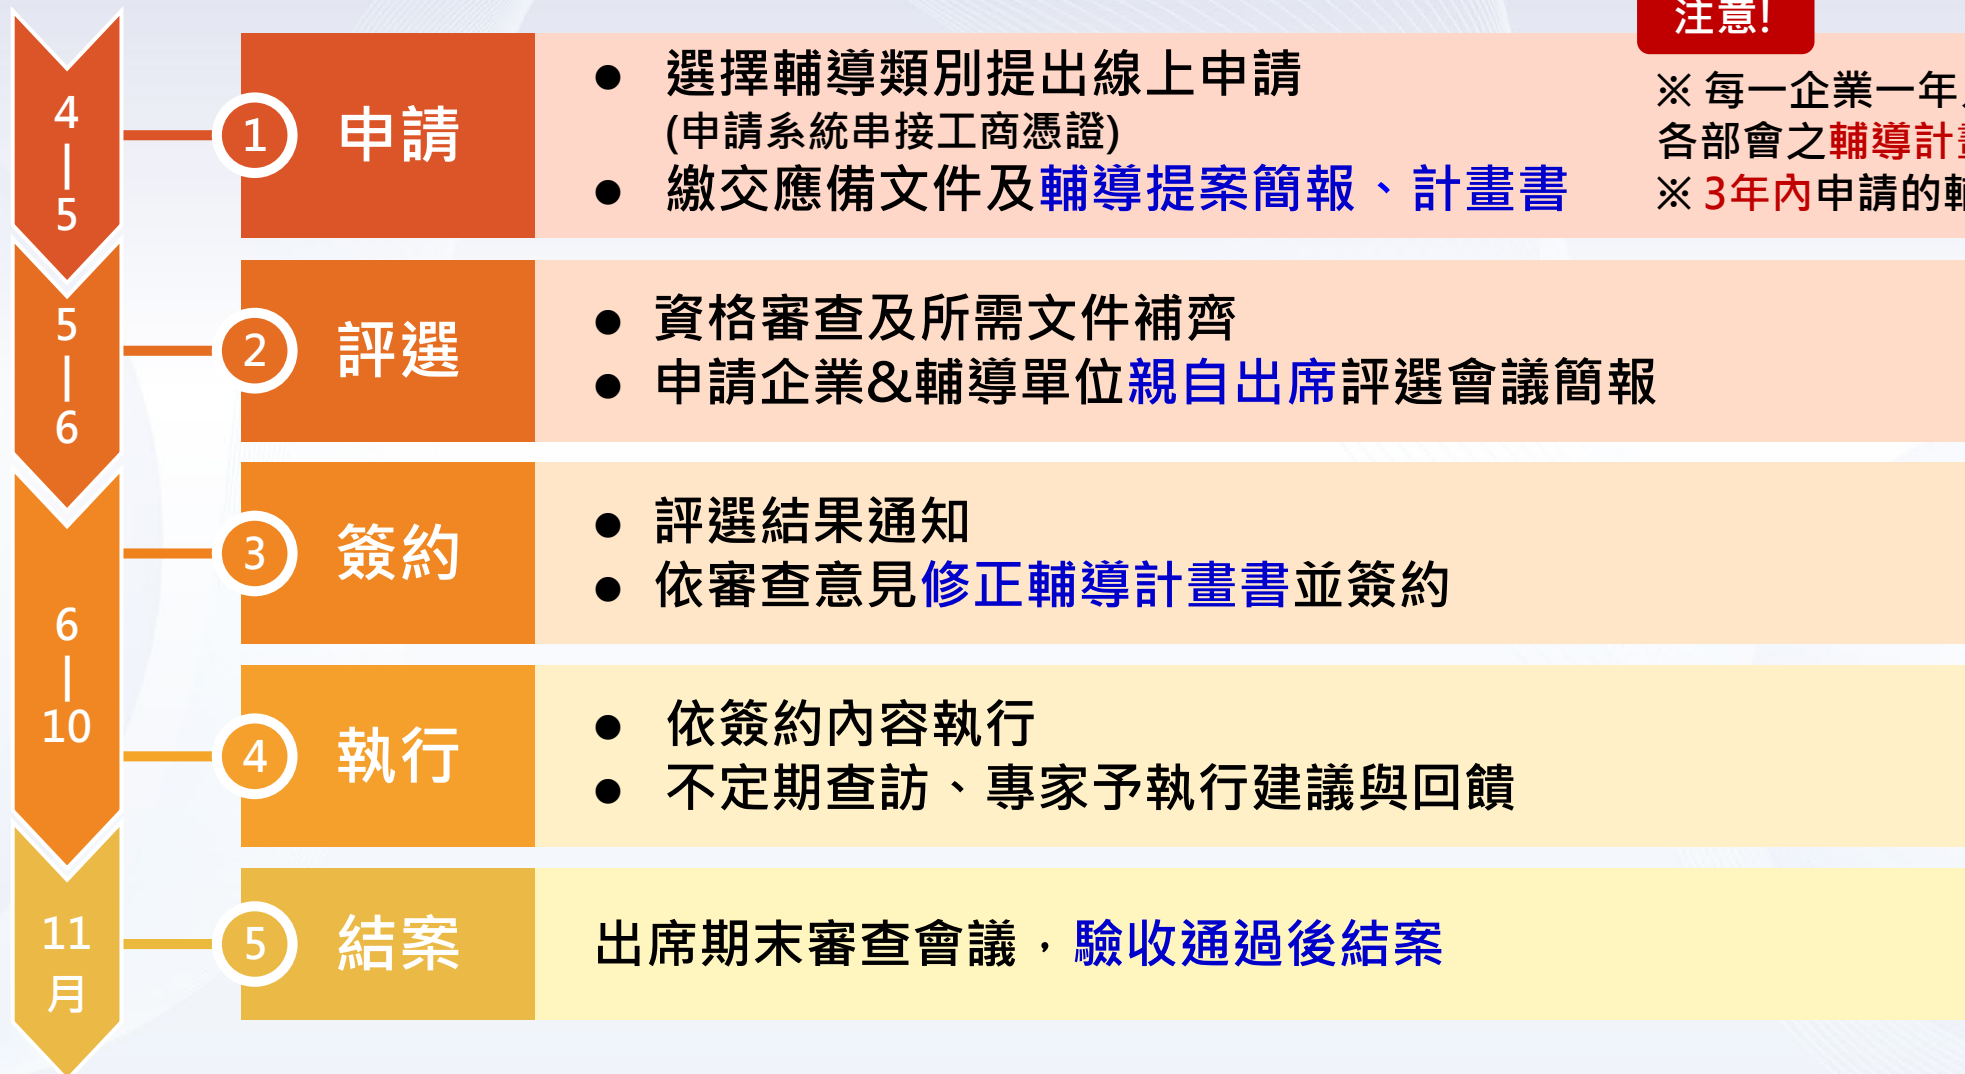 注意!
4
|
5
1 申請
● 選擇輔導類別提出線上申請
(申請系統串接工商憑證)
● 繳交應備文件及輔導提案簡報、計畫書
※ 每一企業一年
各部會之輔導計
※ 3年內申請的
5
|
6
2 評選
● 資格審查及所需文件補齊
● 申請企業&輔導單位親自出席評選會議簡報
6
|
10
3 簽約
● 評選結果通知
● 依審查意見修正輔導計畫書並簽約
4 執行
● 依簽約內容執行
● 不定期查訪、專家予執行建議與回饋
11
月
5 結案
出席期末審查會議，驗收通過後結案